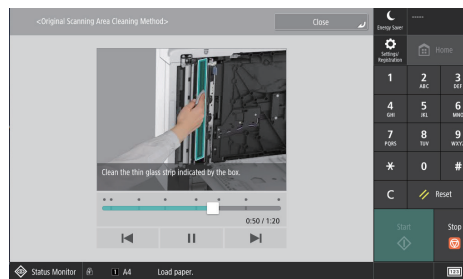 <Original Scanning Area Cleaning Method>
Close
Energy Saver
-----
Settings/
Registration
Home
Clean the thin glass strip indicated by the box.
0:50 / 1:20
1
2
ABC
3
DEF
4
GHI
5
JKL
6
MNO
7
PQRS
8
TUV
9
WXYZ
*
0
#
C
Reset
Start
Stop
Status Monitor
1 A4
Load paper.
123